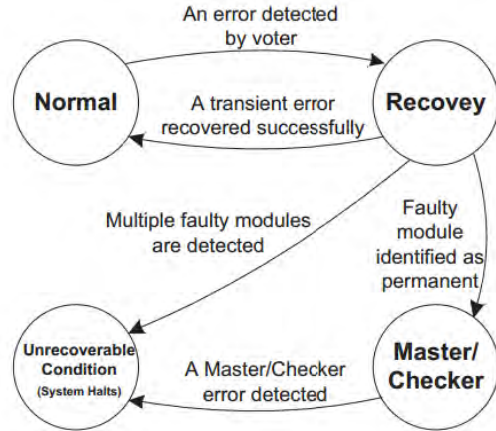 An error detected
by voter
Normal
Recovey
A transient error
recovered successfully
Multiple faulty modules
are detected
Faulty
module
identified as
permanent
Unrecoverable
Condition
(System Halts)
A Master/Checker
error detected
Master/
Checker